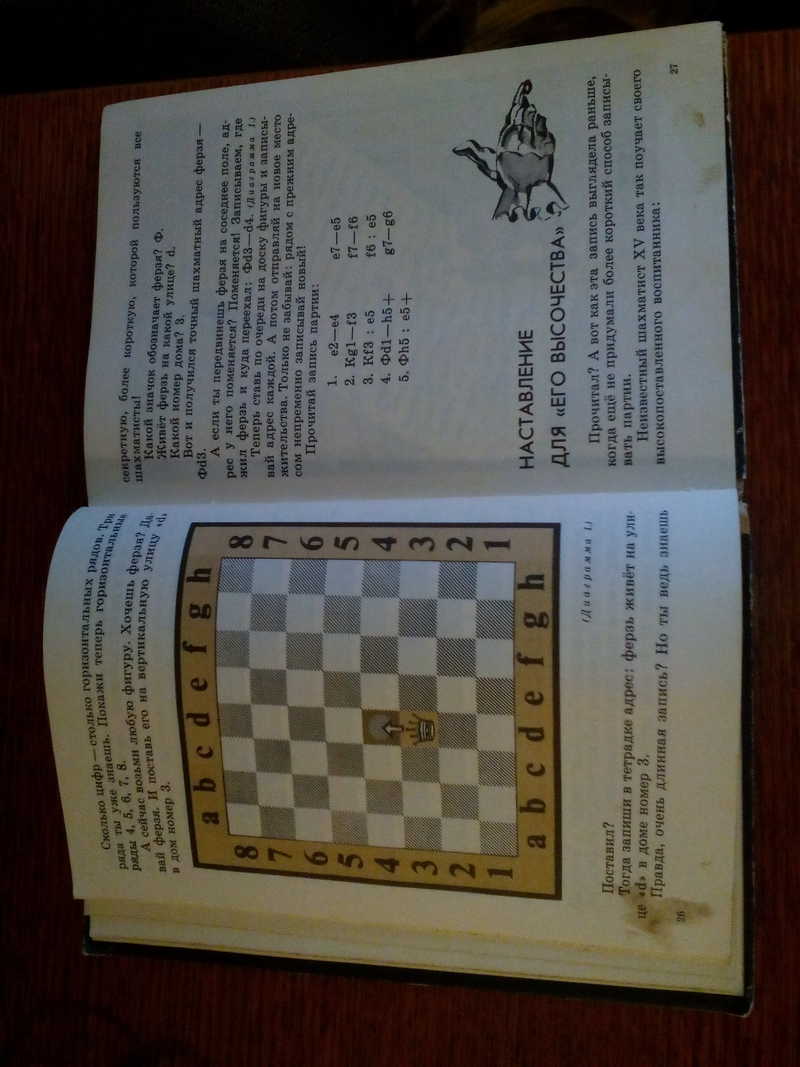 Сколько цифр — столько горизонтальных рядов. Три
ряда ты уже знаешь. Покажи теперь горизонтальные
ряды 4, 5, 6, 7, 8.
А сейчас возьми любую фигуру. Хочешь ферзя? Да-
вай ферзя. И поставь его на вертикальную улицу «d»,
в дом номер 3.
a b c d e f g h
8 8
7 7
6 6
5 5
4 4
3 3
2 2
1 1
a b c d e f g h
(Диаграмма 1)
Поставил?
Тогда запиши в тетрадке адрес: ферзь живёт на ули-
це «d» в доме номер 3.
Правда, очень длинная запись? Но ты ведь знаешь
26
секретную, более короткую, которой пользуются все
шахматисты!
Какой значок обозначает ферзя? Ф.
Живёт ферзь на какой улице? d.
Какой номер дома? 3.
Вот и получился точный шахматный адрес ферзя —
Фd3.
А если ты передвинешь ферзя на соседнее поле, ад-
рес у него поменяется? Поменяется! Записываем, где
жил ферзь и куда переехал: Фd3—d4. (Диаграмма 1)
Теперь ставь по очереди на доску фигуры и записы-
вай адрес каждой. А потом отправляй на новое место
жительства. Только не забывай: рядом с прежним адре-
сом непременно записывай новый!
Прочитай запись партии:
1. e2—e4 e7—e5
2. Kg1—f3 f7—f6
3. Kf3 : e5 f6 : e5
4. Фd1—h5+ g7—g6
5. Фh5 : e5+
НАСТАВЛЕНИЕ
ДЛЯ «ЕГО ВЫСОЧЕСТВА»
Прочитал? А вот как эта запись выглядела раньше,
когда ещё не придумали более короткий способ записы-
вать партии.
Неизвестный шахматист XV века так поучает своего
высокопоставленного воспитанника:
27